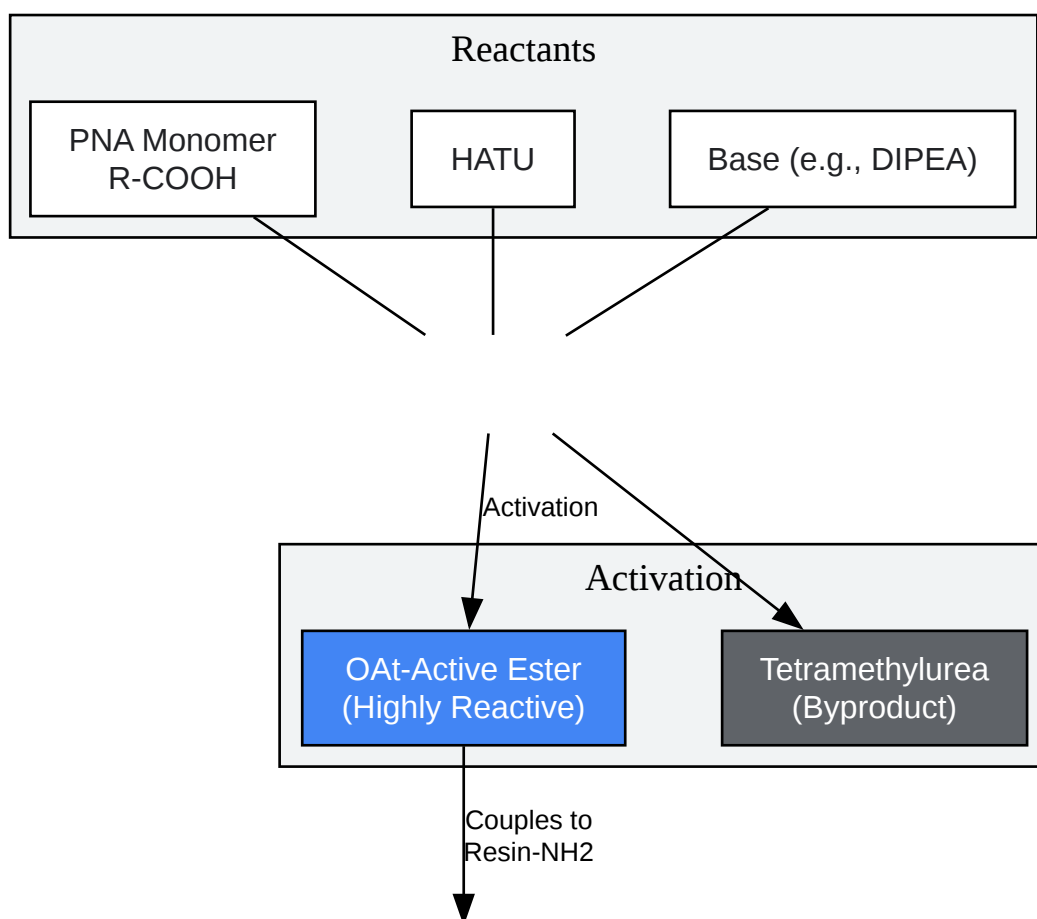 Reactants
PNA Monomer
R-COOH
HATU
Base (e.g., DIPEA)
Activation
Activation
OAt-Active Ester
(Highly Reactive)
Tetramethylurea
(Byproduct)
Couples to
Resin-NH2